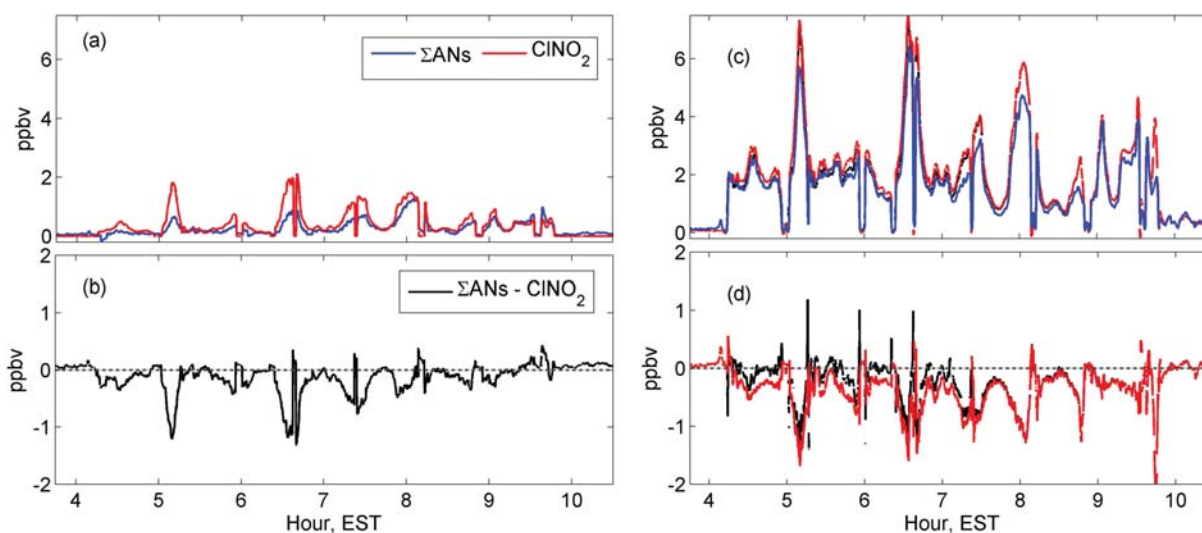 (a)
ΣANs ClNO2
ppbv
6
4
2
0
(b)
ΣANs - ClNO2
ppbv
2
1
0
-1
-2
4 5 6 7 8 9 10
Hour, EST
(c)
ppbv
6
4
2
0
(d)
ppbv
2
1
0
-1
-2
4 5 6 7 8 9 10
Hour, EST